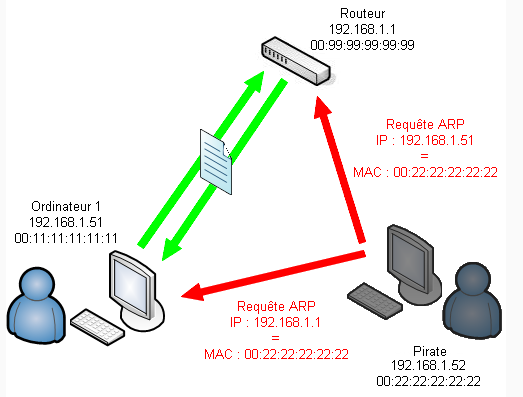 Routeur
192.168.1.1
00:99:99:99:99:99
Requête ARP
IP : 192.168.1.51
=
MAC : 00:22:22:22:22:22
Ordinateur 1
192.168.1.51
00:11:11:11:11:11
Requête ARP
IP : 192.168.1.1
=
MAC : 00:22:22:22:22:22
Pirate
192.168.1.52
00:22:22:22:22:22